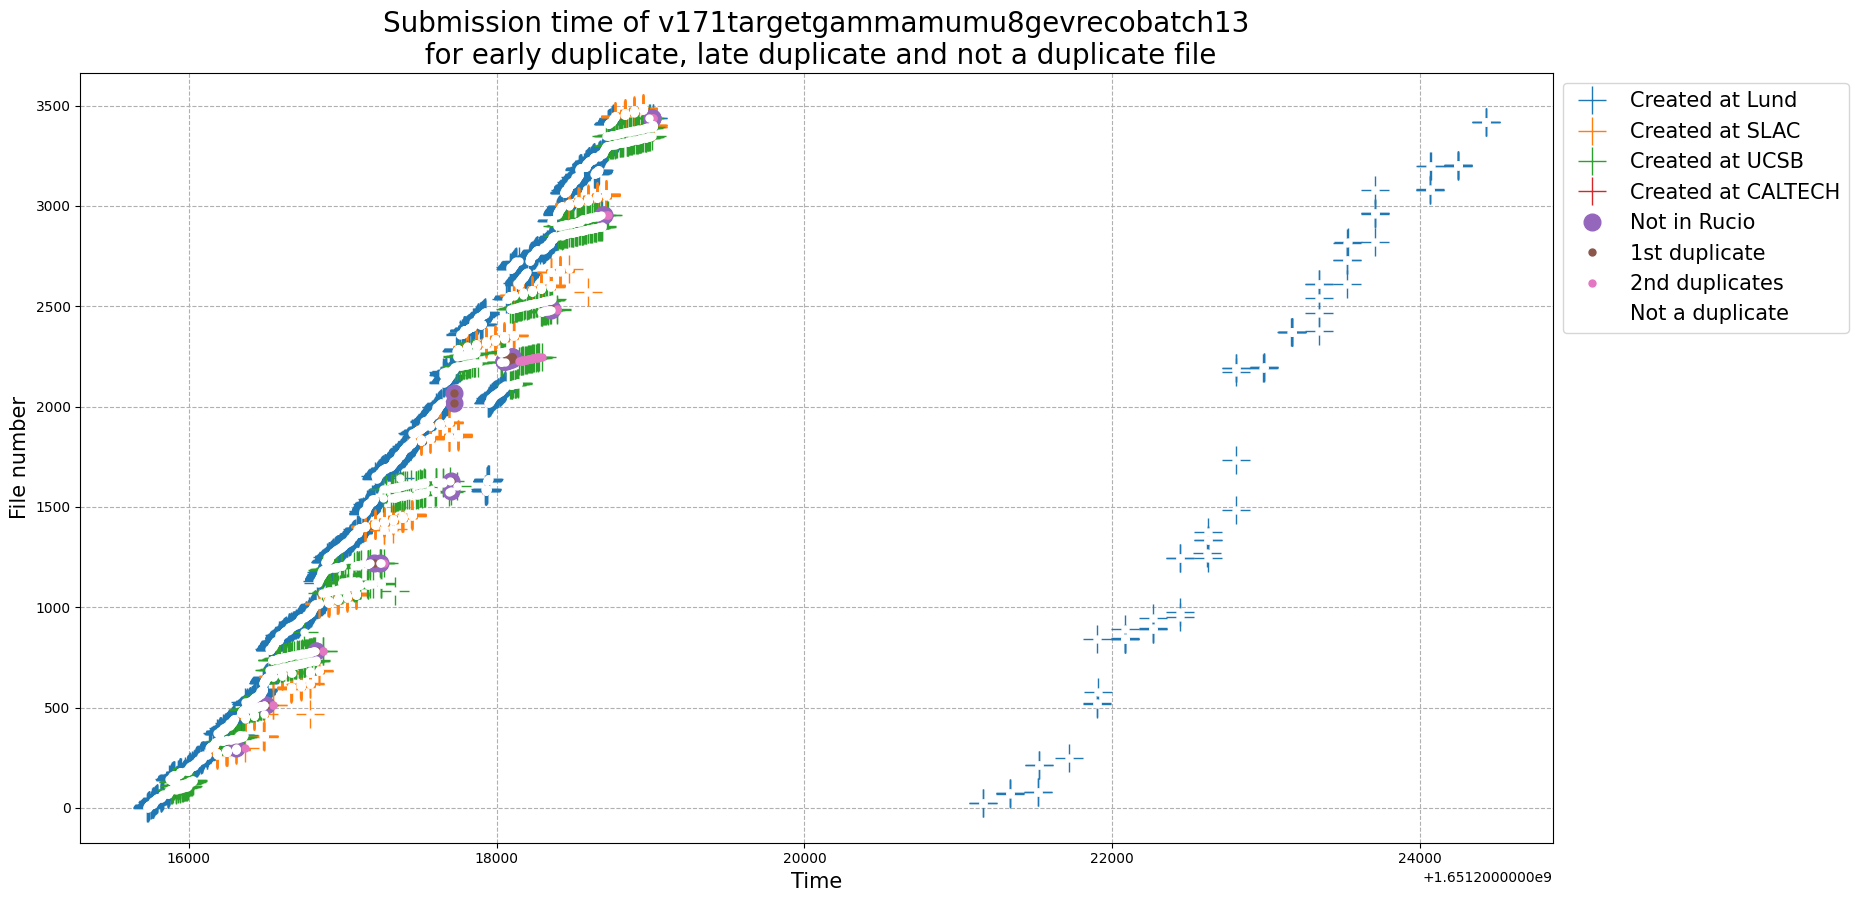 Submission time of v171targetgammamumu8gevrecobatch13
for early duplicate, late duplicate and not a duplicate file
Created at Lund
Created at SLAC
Created at UCSB
Created at CALTECH
Not in Rucio
1st duplicate
2nd duplicates
Not a duplicate
File number
3500
3000
2500
2000
1500
1000
500
0
16000
18000
20000
22000
24000
+1.6512000000e9
Time